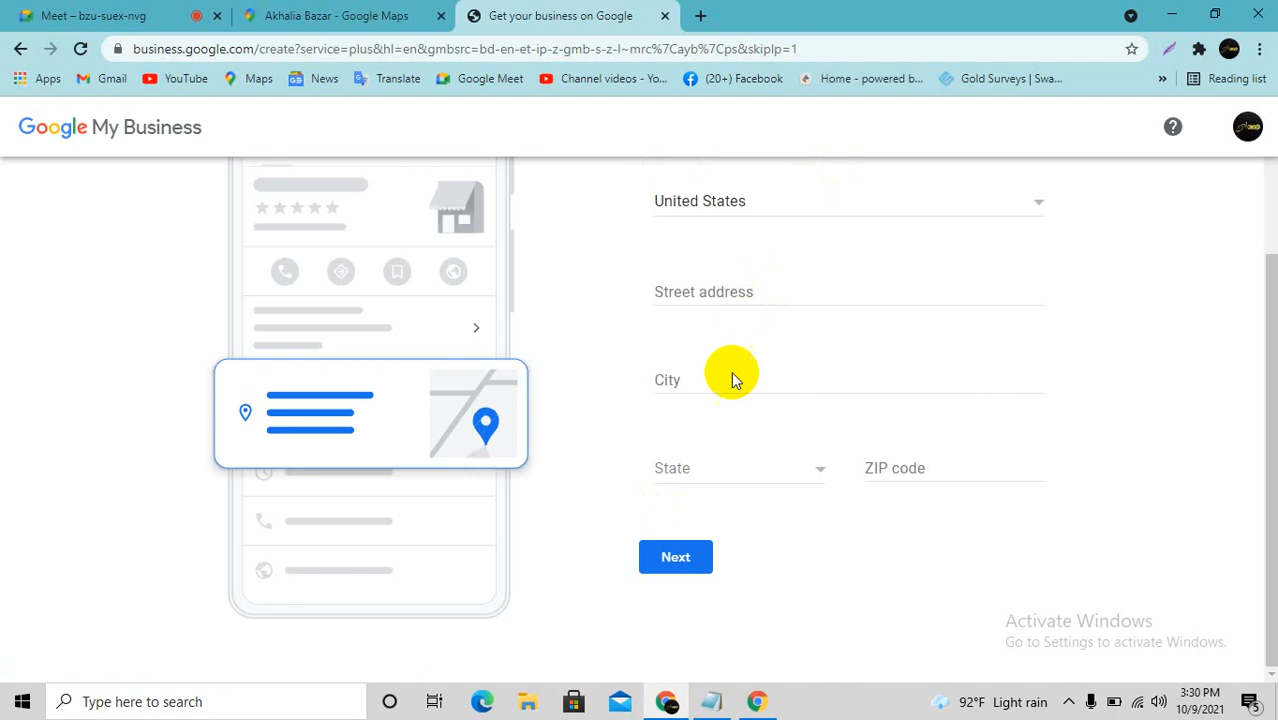 Meet – bzu-suex-nvg
Akhalia Bazar - Google Maps
Get your business on Google
business.google.com/create?service=plus&hl=en&gmbsrc=bd-en-et-ip-z-gmb-s-z-l~mrc%7Cayb%7Cps&skiplp=1
Apps
Gmail
YouTube
Maps
News
Translate
Google Meet
Channel videos - Yo...
(20+) Facebook
Home - powered b...
Gold Surveys | Swa...
»
Reading list
Google My Business
United States
Street address
City
State
ZIP code
Next
Activate Windows
Go to Settings to activate Windows.
Type here to search
92°F Light rain
3:30 PM
10/9/2021
5